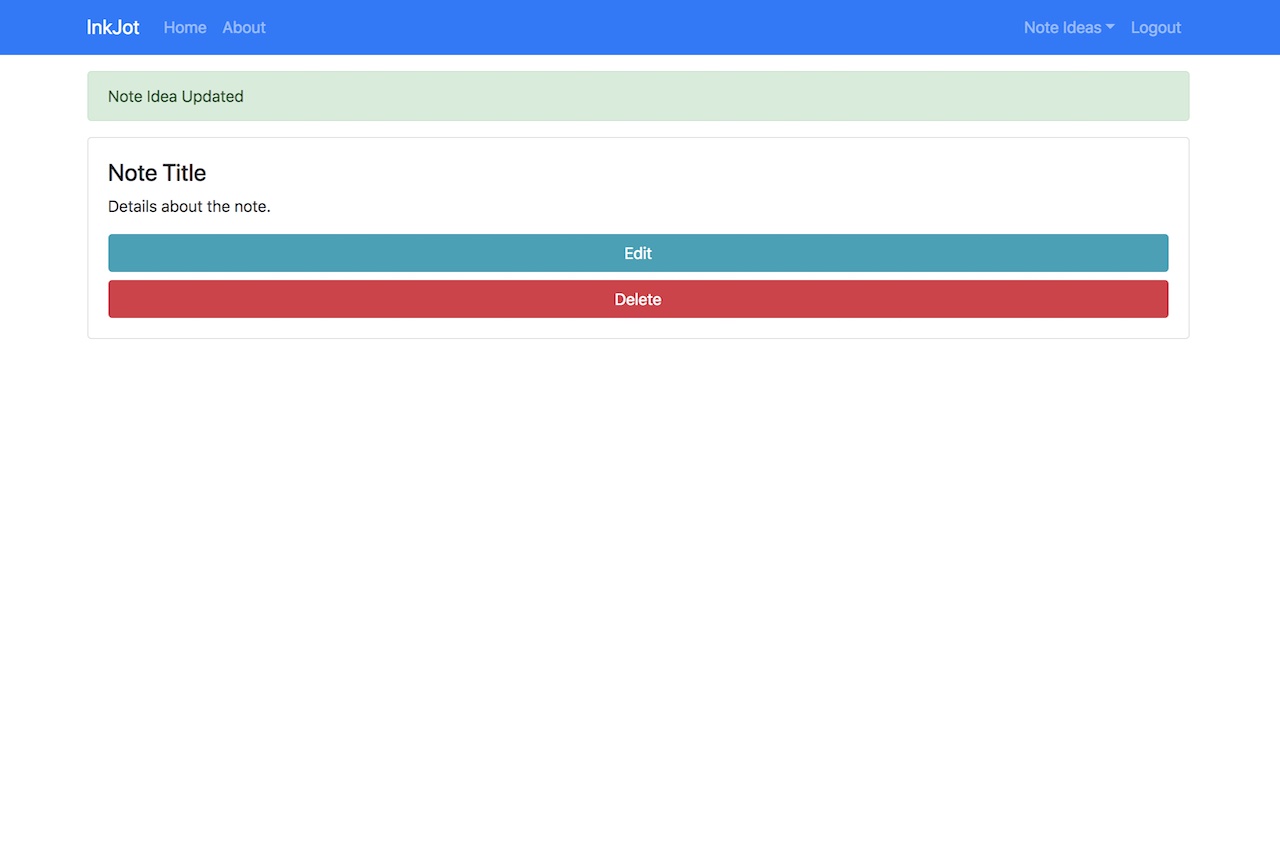 InkJot Home About Note Ideas Logout
Note Idea Updated
Note Title
Details about the note.
Edit
Delete